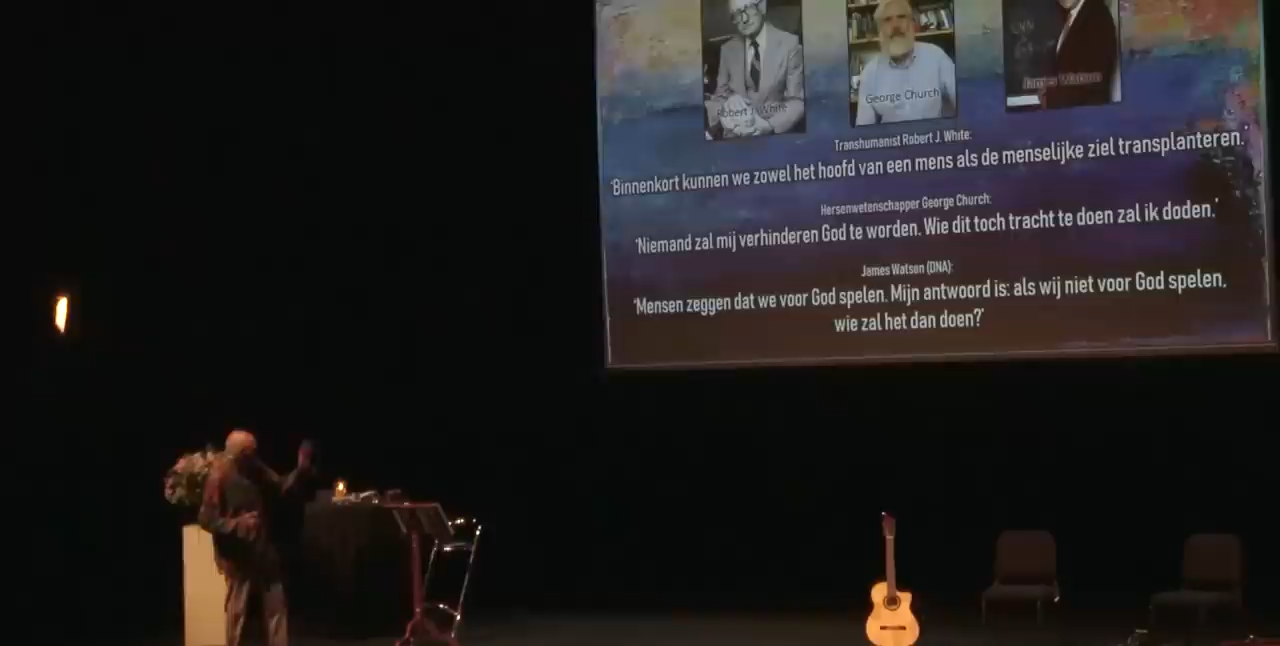 Robert J. White
George Church
James Watson
Transhumanist Robert J. White:
'Binnenkort kunnen we zowel het hoofd van een mens als de menselijke ziel transplanteren.'
Hersenwetenschapper George Church:
'Niemand zal mij verhinderen God te worden. Wie dit toch tracht te doen zal ik doden.'
James Watson (DNA):
'Mensen zeggen dat we voor God spelen. Mijn antwoord is: als wij niet voor God spelen,
wie zal het dan doen?'